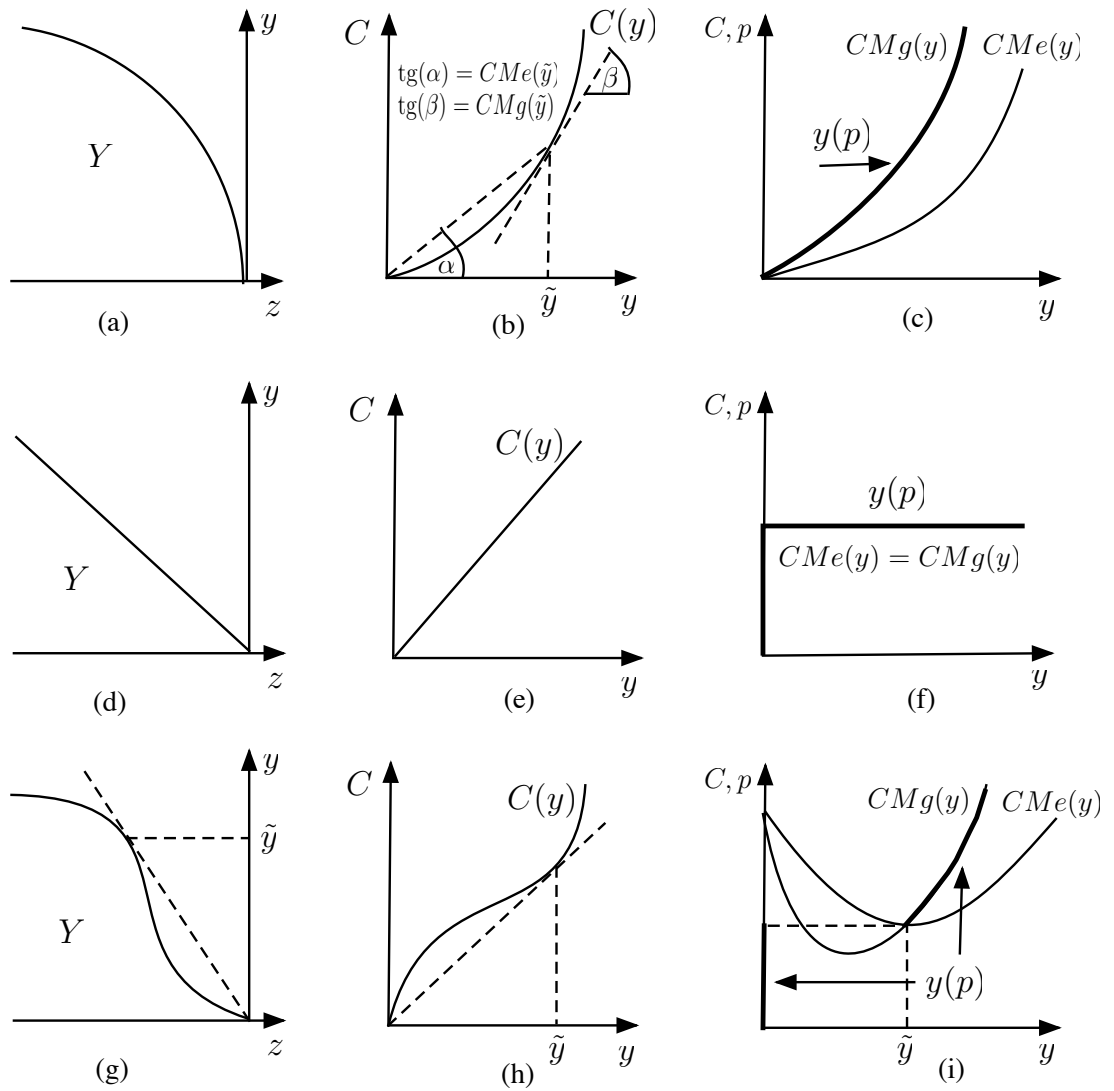 y
Y
z
(a)
C
C(y)
tg(α) = CMe(ỹ)
tg(β) = CMg(ỹ)
β
α
ỹ
y
(b)
C, p
CMg(y)
CMe(y)
y(p)
y
(c)
y
Y
z
(d)
C
C(y)
y
(e)
C, p
y(p)
CMe(y) = CMg(y)
y
(f)
y
ỹ
Y
z
(g)
C
C(y)
ỹ
y
(h)
C, p
CMg(y)
CMe(y)
y(p)
ỹ
y
(i)